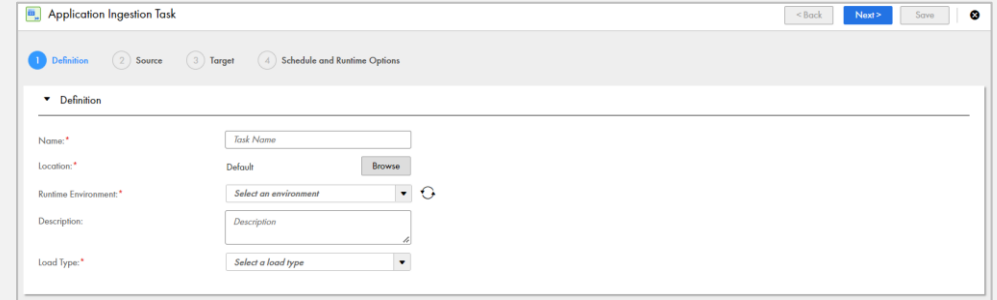 Application Ingestion Task
< Back
Next >
Save
1 Definition
2 Source
3 Target
4 Schedule and Runtime Options
Definition
Name:* Task Name
Location:* Default Browse
Runtime Environment:* Select an environment
Description: Description
Load Type:* Select a load type